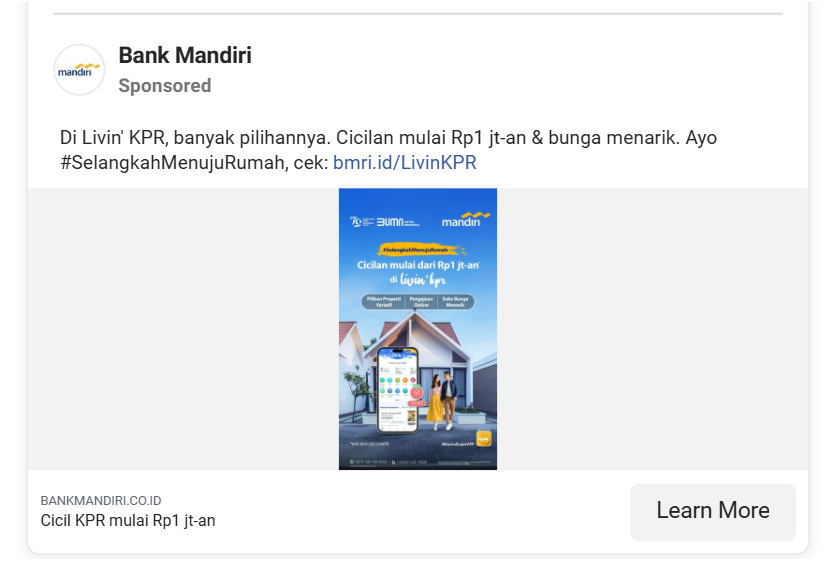 mandiri
Bank Mandiri
Sponsored
Di Livin' KPR, banyak pilihannya. Cicilan mulai Rp1 jt-an & bunga menarik. Ayo
#SelangkahMenujuRumah, cek: bmri.id/LivinKPR
BUMN
mandiri
#SelangkahMenujuRumah
Cicilan mulai dari Rp1 jt-an
di livin' kpr
Pilihan Properti Variatif
Pengajuan Online
Suku Bunga Menarik
BANKMANDIRI.CO.ID
Cicil KPR mulai Rp1 jt-an
Learn More